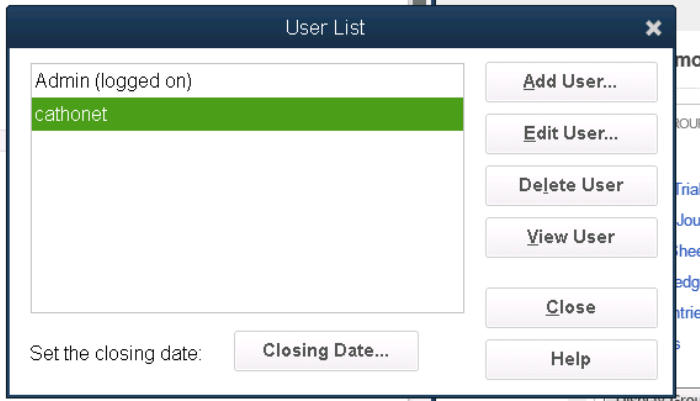 User List
Admin (logged on)
cathonet
Add User...
Edit User...
Delete User
View User
Close
Help
Set the closing date:
Closing Date...